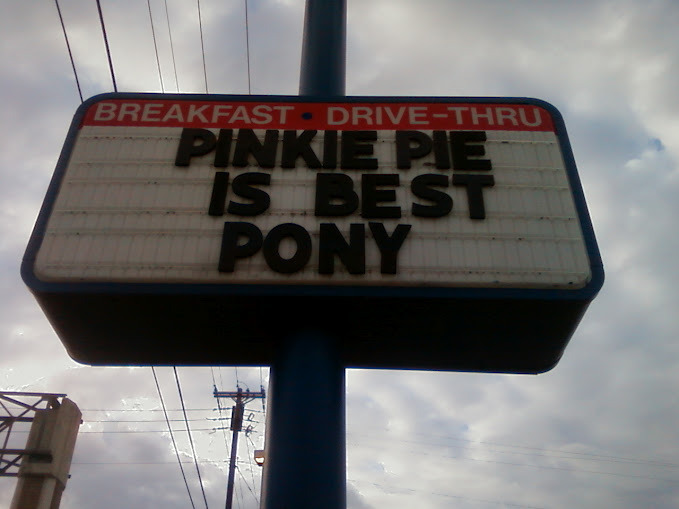 BREAKFAST • DRIVE-THRU
PINKIE PIE
IS BEST
PONY